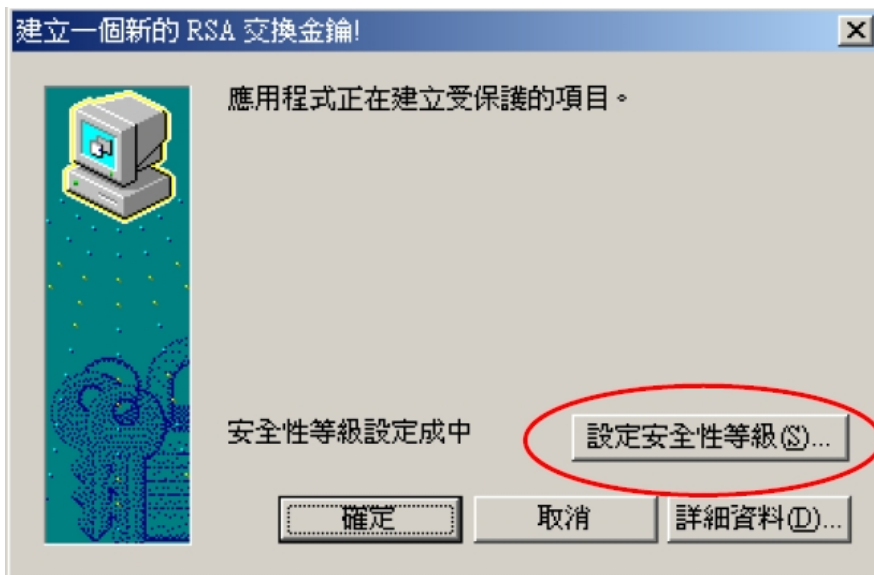 建立一個新的 RSA 交換金鑰!
應用程式正在建立受保護的項目。
安全性等級設定成中
設定安全性等級(S)...
確定
取消
詳細資料(D)...